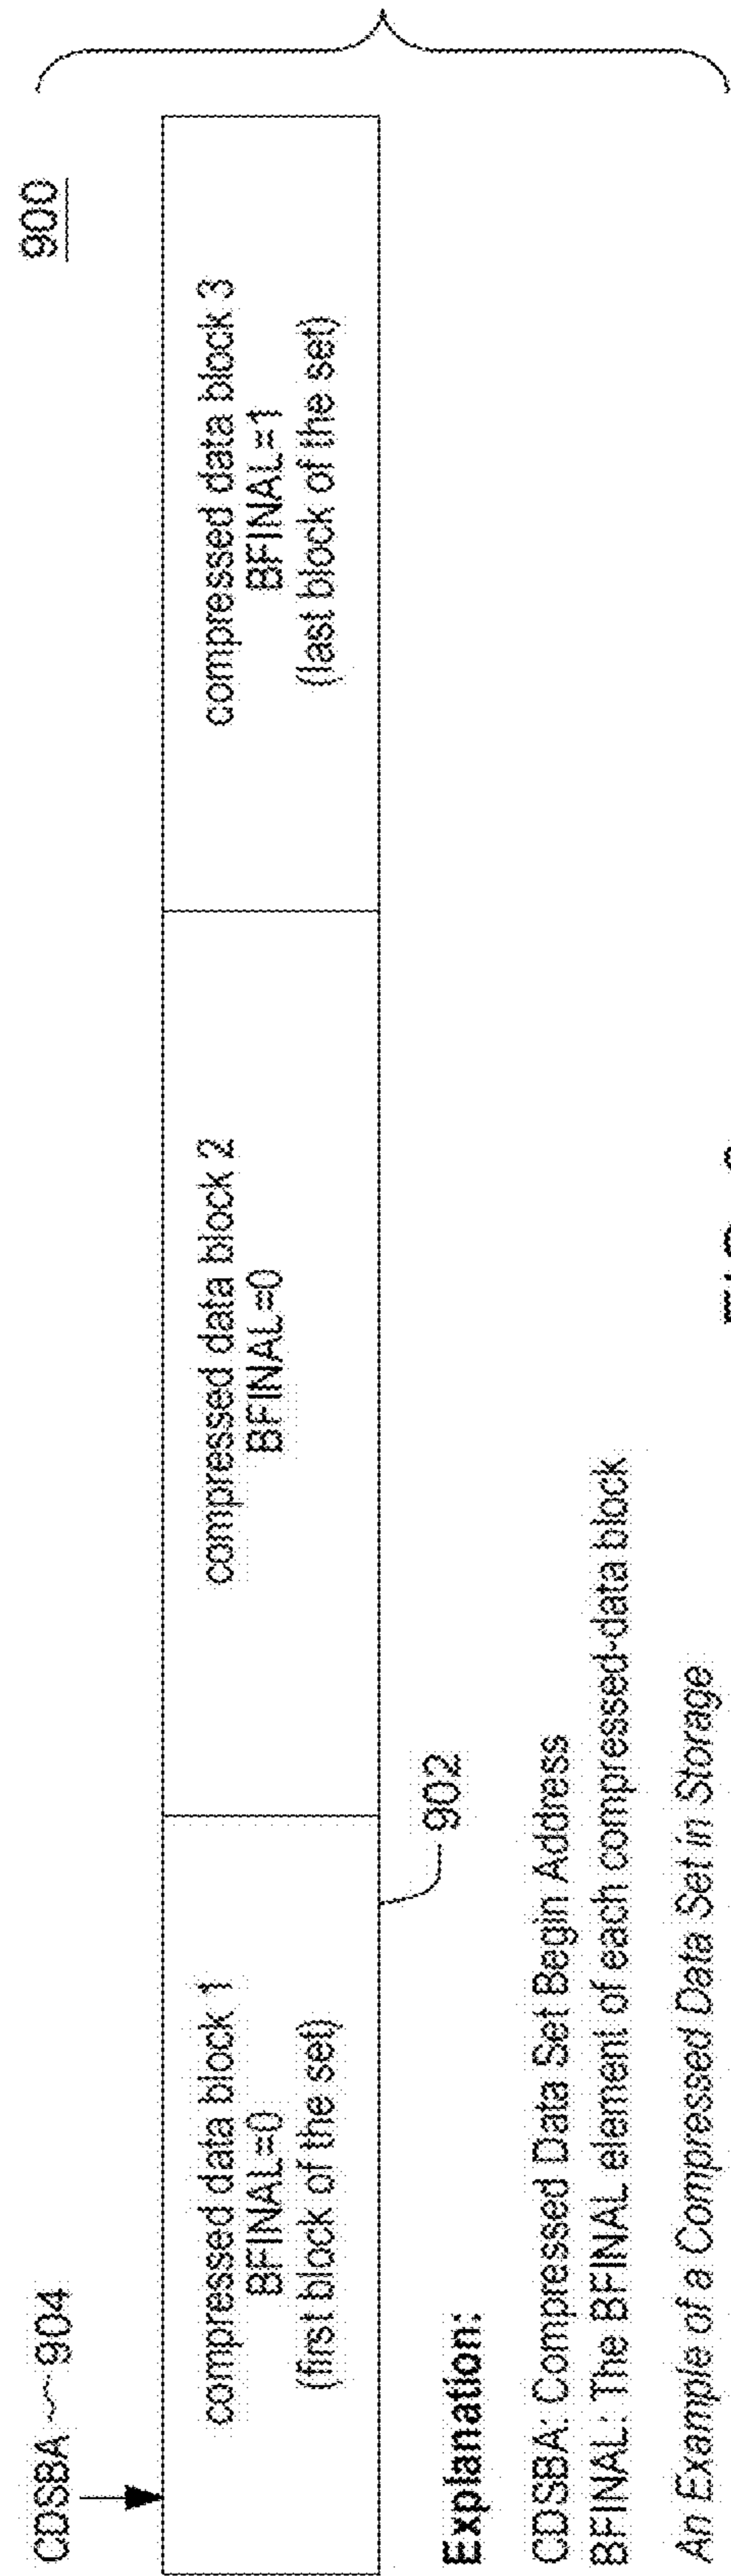 900
CDSBA 904
compressed data block 1
BFINAL=0
(first block of the set)
compressed data block 2
BFINAL=0
compressed data block 3
BFINAL=1
(last block of the set)
902
Explanation:
CDSBA: Compressed Data Set Begin Address
BFINAL: The BFINAL element of each compressed-data block
An Example of a Compressed Data Set in Storage